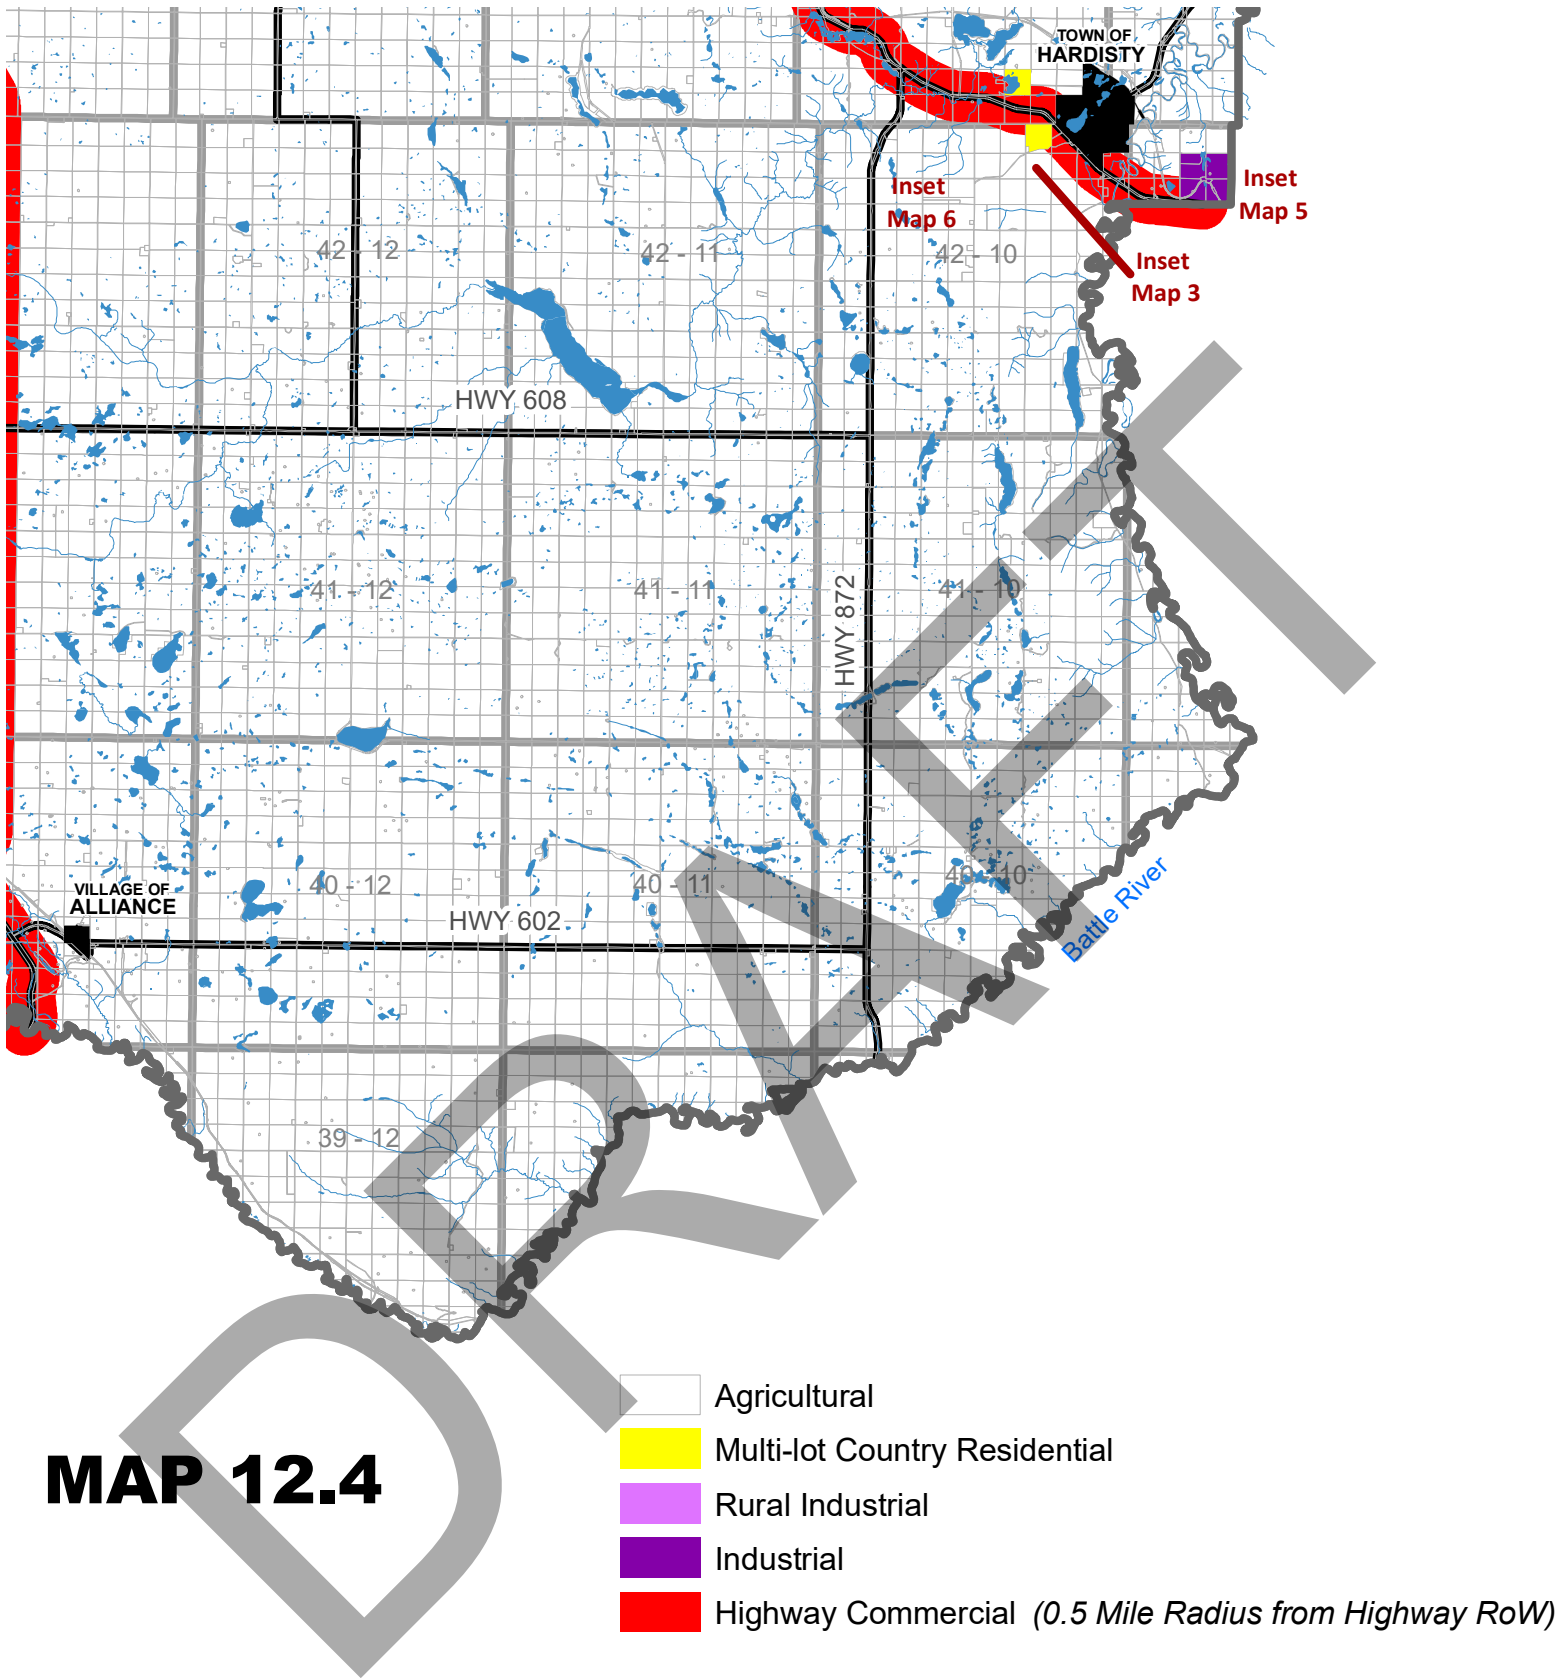 TOWN OF
HARDISTY
Inset
Map 6
Inset
Map 5
Inset
Map 3
42 - 12
42 - 11
42 - 10
HWY 608
41 - 12
41 - 11
41 - 10
HWY 872
VILLAGE OF
ALLIANCE
40 - 12
40 - 11
40 - 10
HWY 602
Battle River
39 - 12
DRAFT
MAP 12.4
Agricultural
Multi-lot Country Residential
Rural Industrial
Industrial
Highway Commercial (0.5 Mile Radius from Highway RoW)